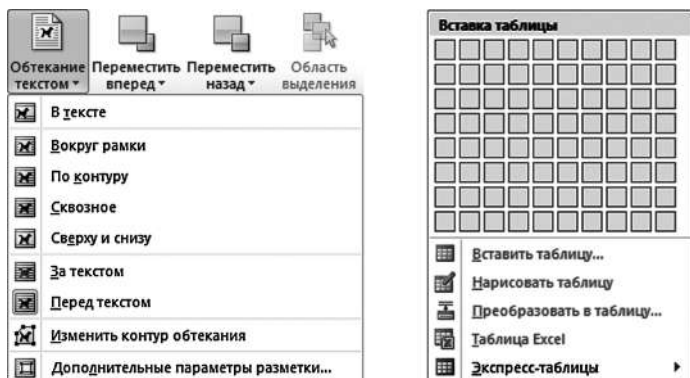 Обтекание текстом
Переместить вперед
Переместить назад
Область выделения
В тексте
Вокруг рамки
По контуру
Сквозное
Сверху и снизу
За текстом
Перед текстом
Изменить контур обтекания
Дополнительные параметры разметки...
Вставка таблицы
Вставить таблицу...
Нарисовать таблицу
Преобразовать в таблицу...
Таблица Excel
Экспресс-таблицы